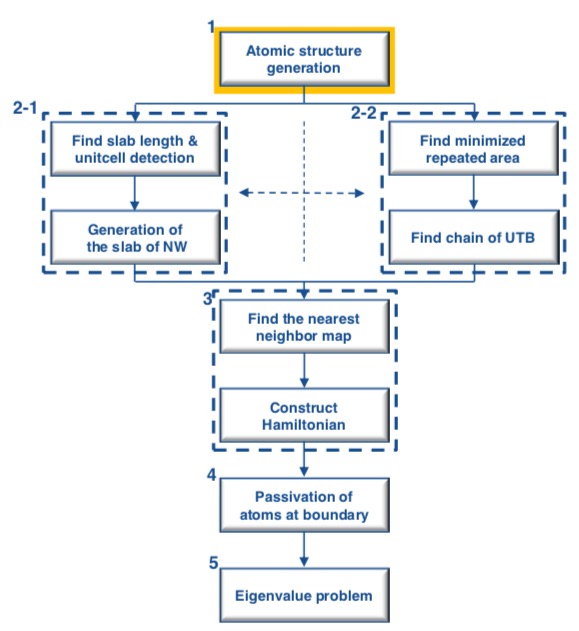 1
Atomic structure
generation
2-1
2-2
Find slab length &
unitcell detection
Generation of
the slab of NW
Find minimized
repeated area
Find chain of UTB
3
Find the nearest
neighbor map
Construct
Hamiltonian
4
Passivation of
atoms at boundary
5
Eigenvalue problem